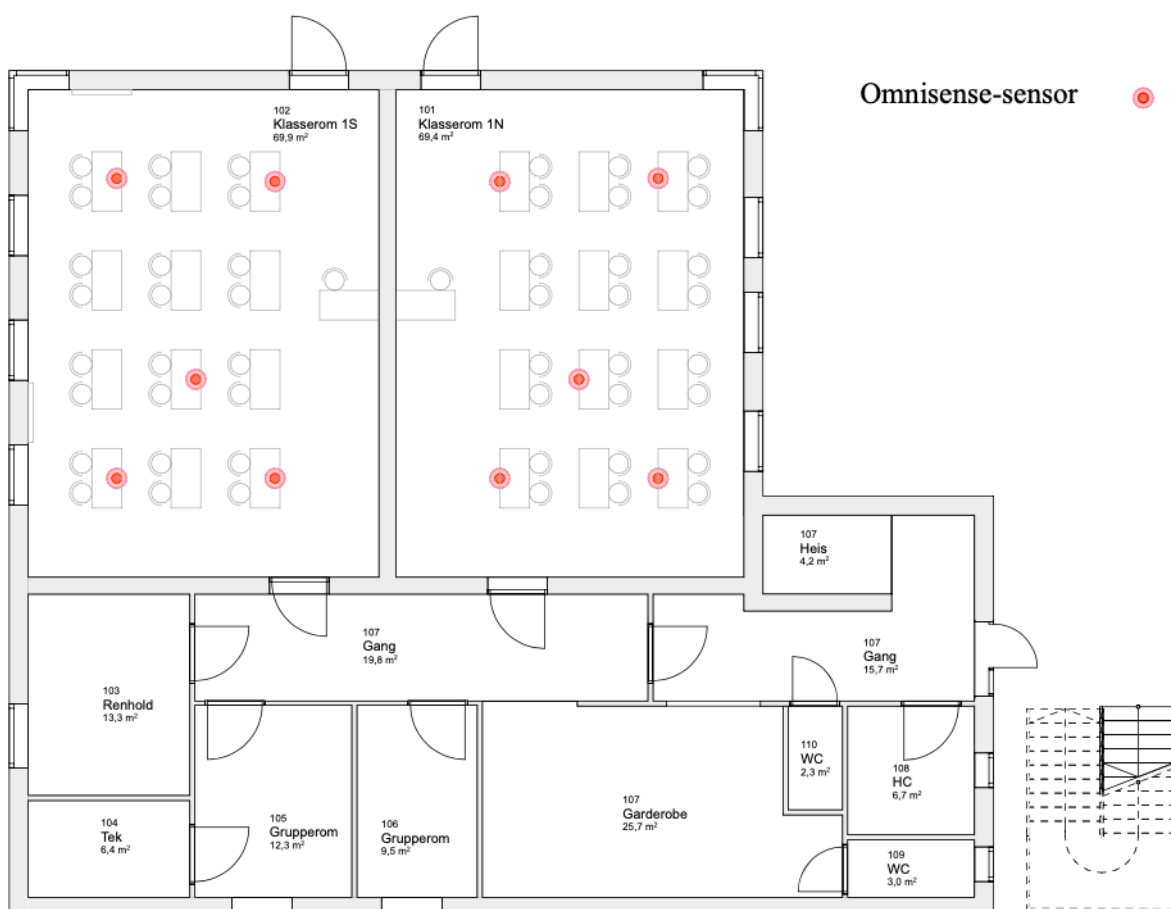 Omnisense-sensor
102
Klasserom 1S
69,9 m²
101
Klasserom 1N
69,4 m²
107
Heis
4,2 m²
107
Gang
19,8 m²
107
Gang
15,7 m²
103
Renhold
13,3 m²
110
WC
2,3 m²
108
HC
6,7 m²
107
Garderobe
25,7 m²
104
Tek
6,4 m²
105
Grupperom
12,3 m²
106
Grupperom
9,5 m²
109
WC
3,0 m²